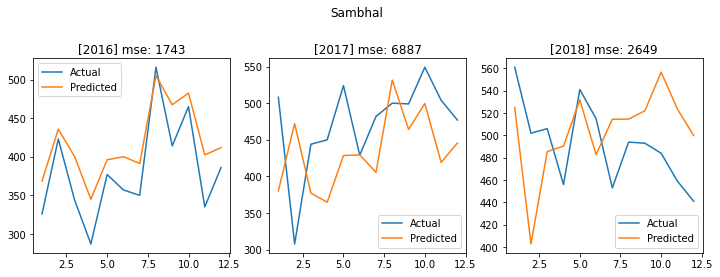 Sambhal
[2016] mse: 1743
Actual
Predicted
500
450
400
350
300
2.5 5.0 7.5 10.0 12.5
[2017] mse: 6887
550
500
450
400
350
300
Actual
Predicted
2.5 5.0 7.5 10.0 12.5
[2018] mse: 2649
560
540
520
500
480
460
440
420
400
Actual
Predicted
2.5 5.0 7.5 10.0 12.5